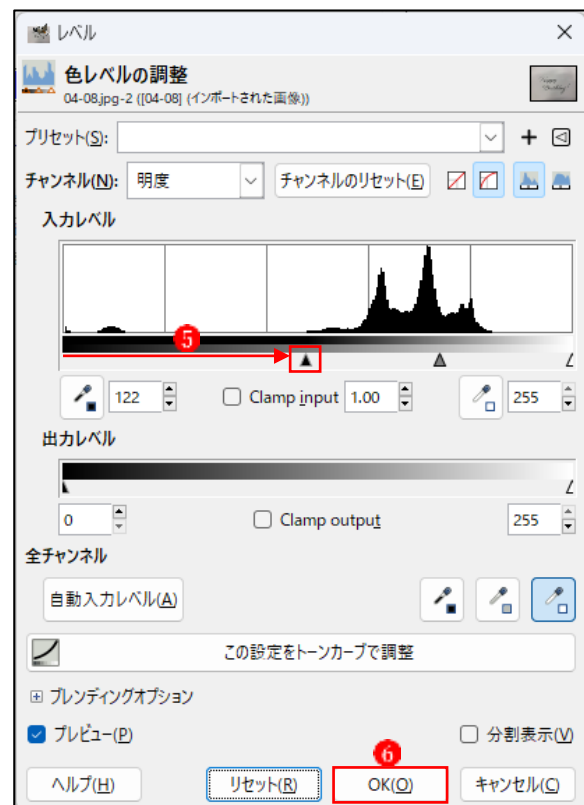 レベル
色レベルの調整
04-08.jpg-2 ([04-08] (インポートされた画像))
プリセット(S):
チャンネル(N): 明度 チャンネルのリセット(E)
入力レベル
5
122 Clamp input 1.00 255
出力レベル
0 Clamp output 255
全チャンネル
自動入力レベル(A)
この設定をトーンカーブで調整
ブレンディングオプション
プレビュー(P) 分割表示(V)
6
ヘルプ(H) リセット(R) OK(O) キャンセル(C)